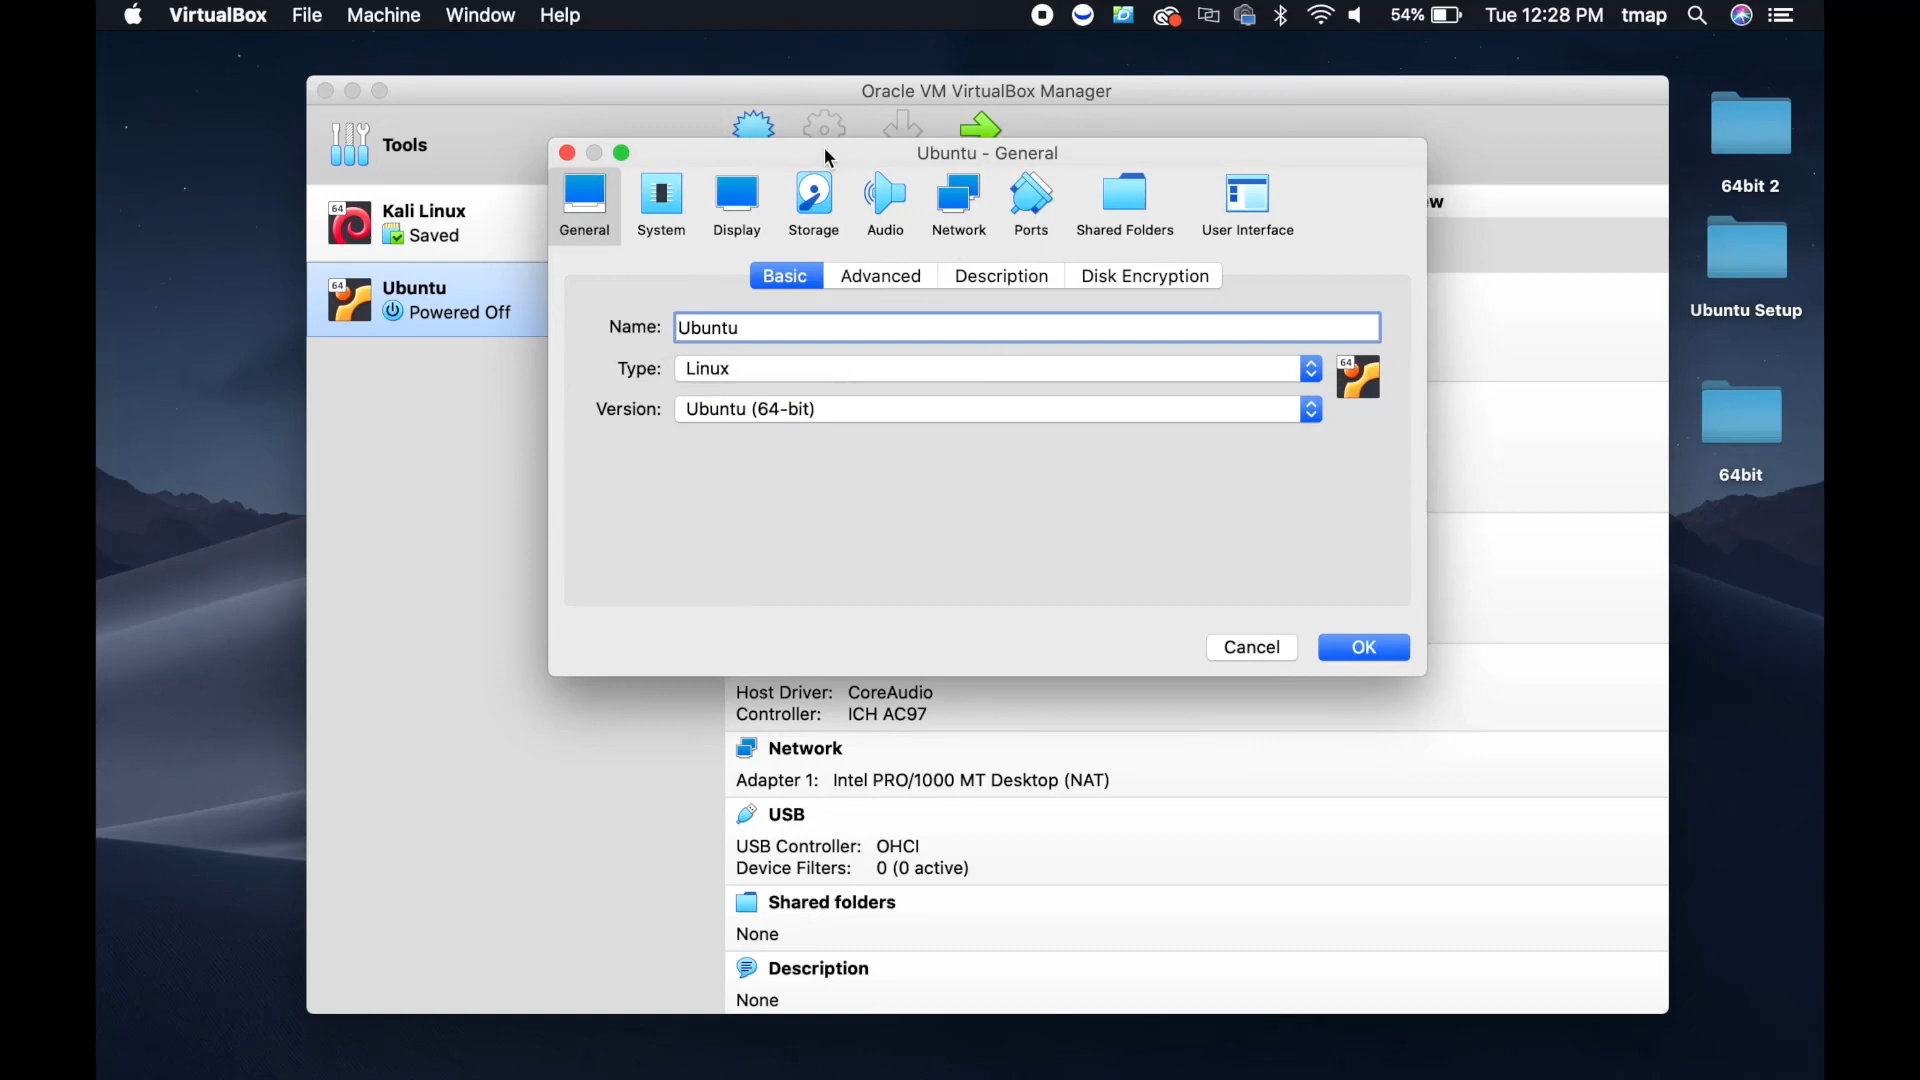 VirtualBox File Machine Window Help 54% Tue 12:28 PM tmap
Oracle VM VirtualBox Manager
Tools
64 Kali Linux
Saved
64 Ubuntu
Powered Off
Ubuntu - General
General System Display Storage Audio Network Ports Shared Folders User Interface
Basic Advanced Description Disk Encryption
Name: Ubuntu
Type: Linux
64
Version: Ubuntu (64-bit)
Cancel OK
w
Host Driver: CoreAudio
Controller: ICH AC97
Network
Adapter 1: Intel PRO/1000 MT Desktop (NAT)
USB
USB Controller: OHCI
Device Filters: 0 (0 active)
Shared folders
None
Description
None
64bit 2
Ubuntu Setup
64bit